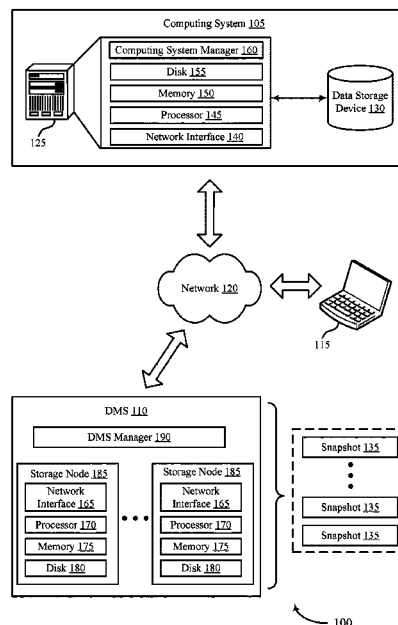 Computing System 105
Computing System Manager 160
Disk 155
Memory 150
Processor 145
Network Interface 140
125
Data Storage
Device 130
Network 120
115
DMS 110
DMS Manager 190
Storage Node 185
Network
Interface 165
Processor 170
Memory 175
Disk 180
Storage Node 185
Network
Interface 165
Processor 170
Memory 175
Disk 180
Snapshot 135
Snapshot 135
Snapshot 135
100